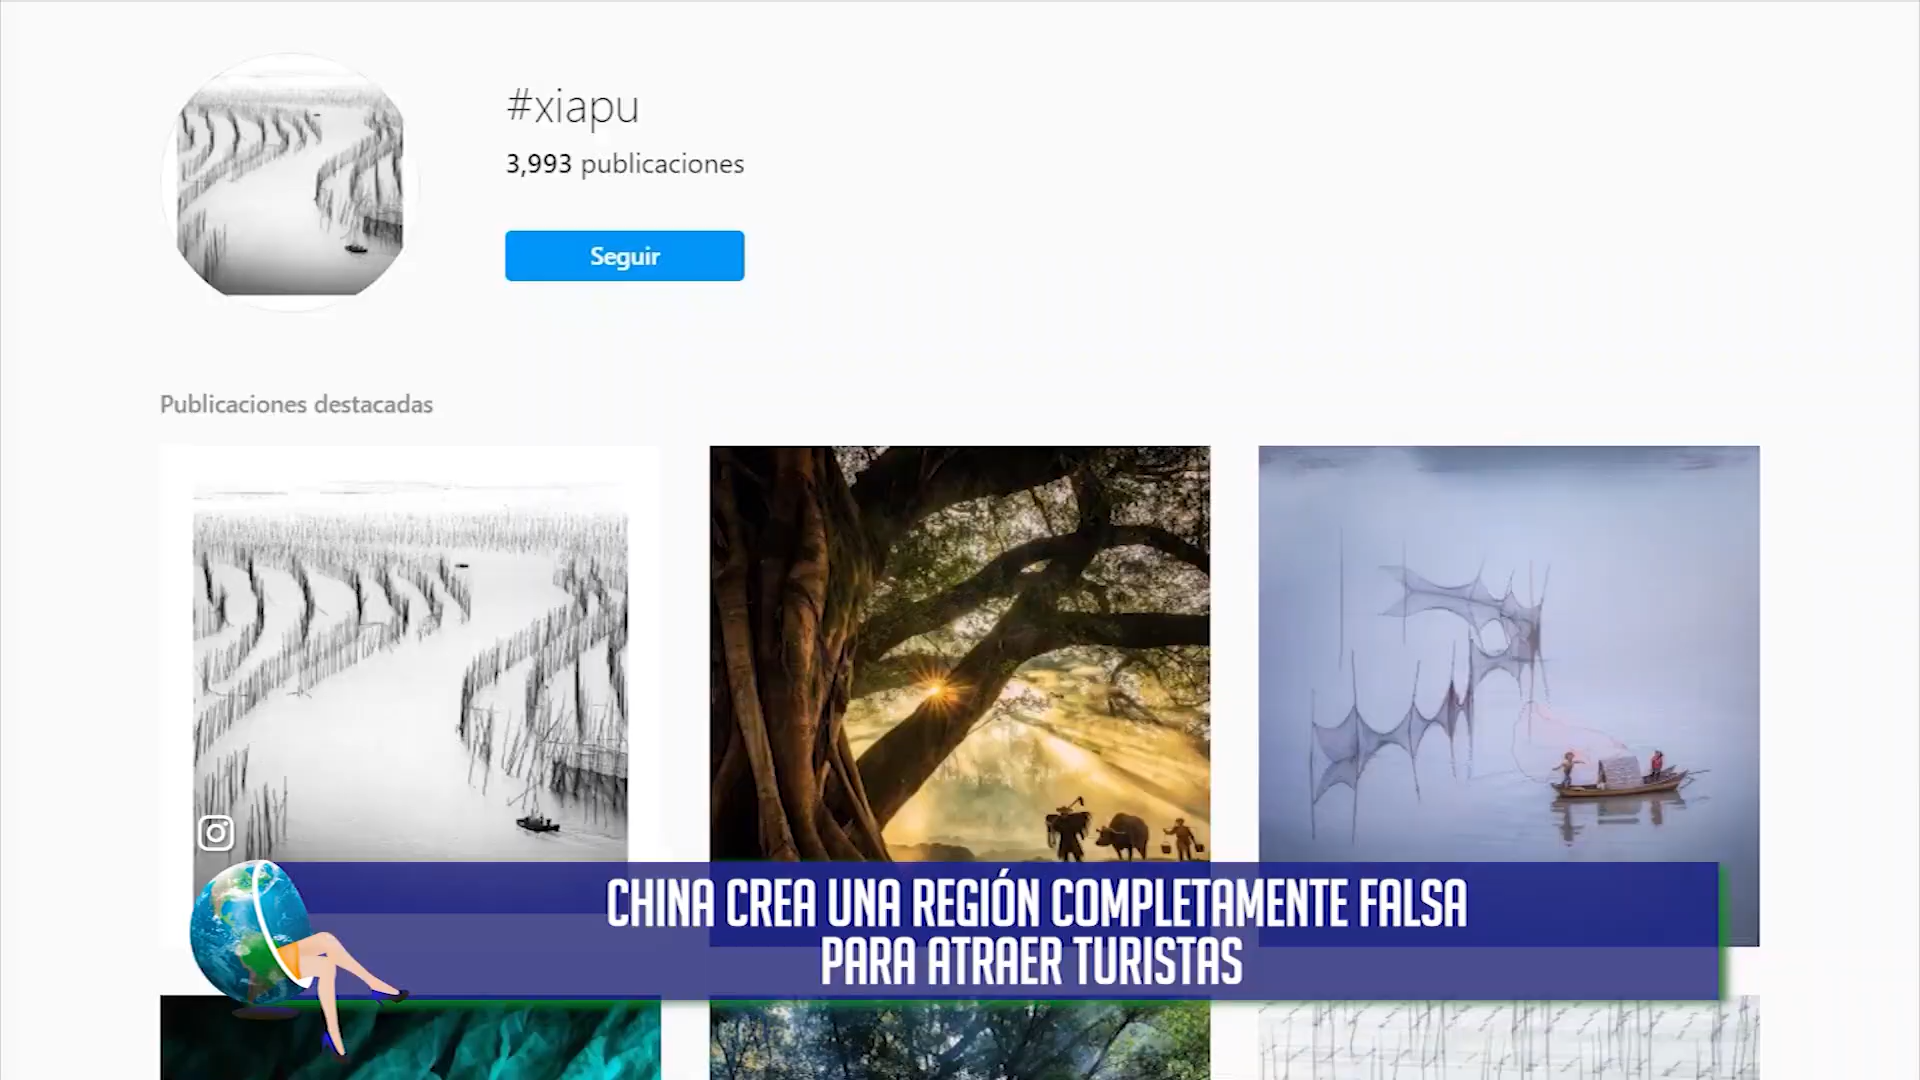 #xiapu
3,993 publicaciones
Seguir
Publicaciones destacadas
CHINA CREA UNA REGIÓN COMPLETAMENTE FALSA
PARA ATRAER TURISTAS